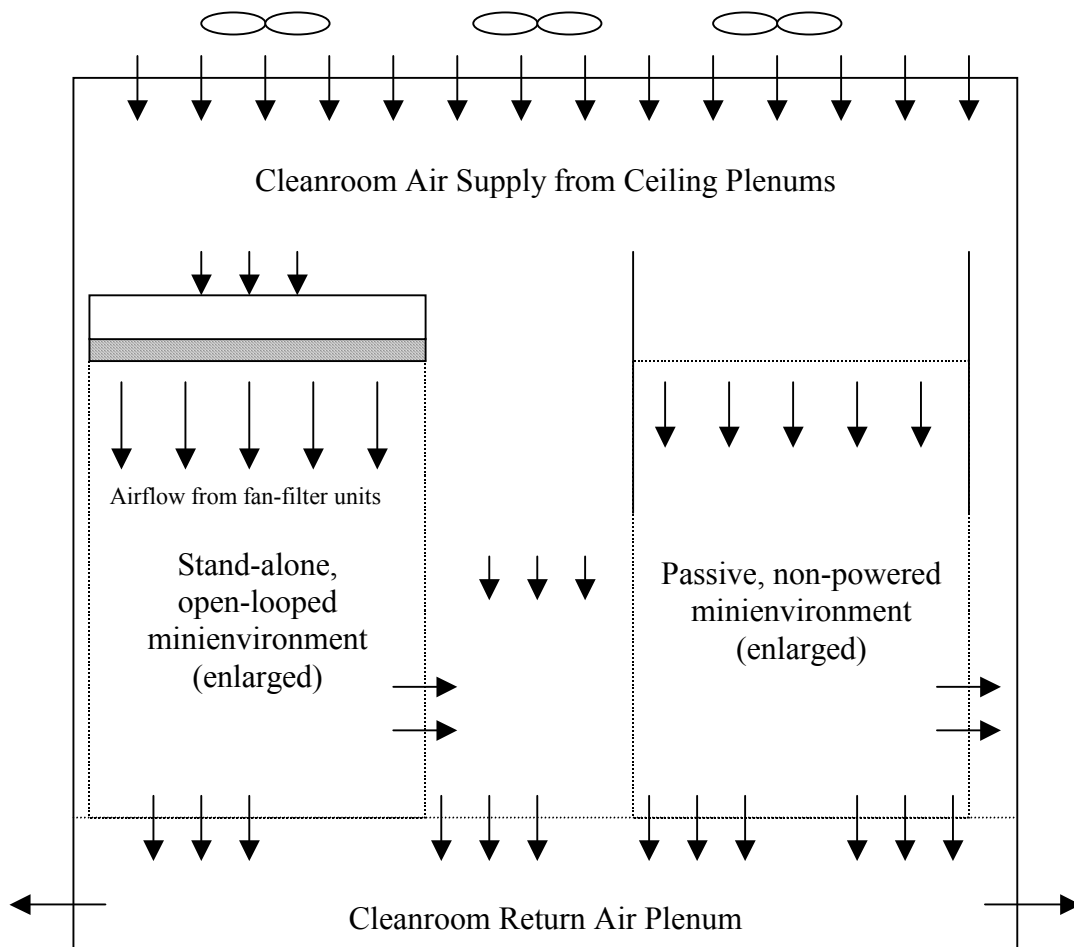 Cleanroom Air Supply from Ceiling Plenums
Airflow from fan-filter units
Stand-alone,
open-looped
minienvironment
(enlarged)
Passive, non-powered
minienvironment
(enlarged)
Cleanroom Return Air Plenum